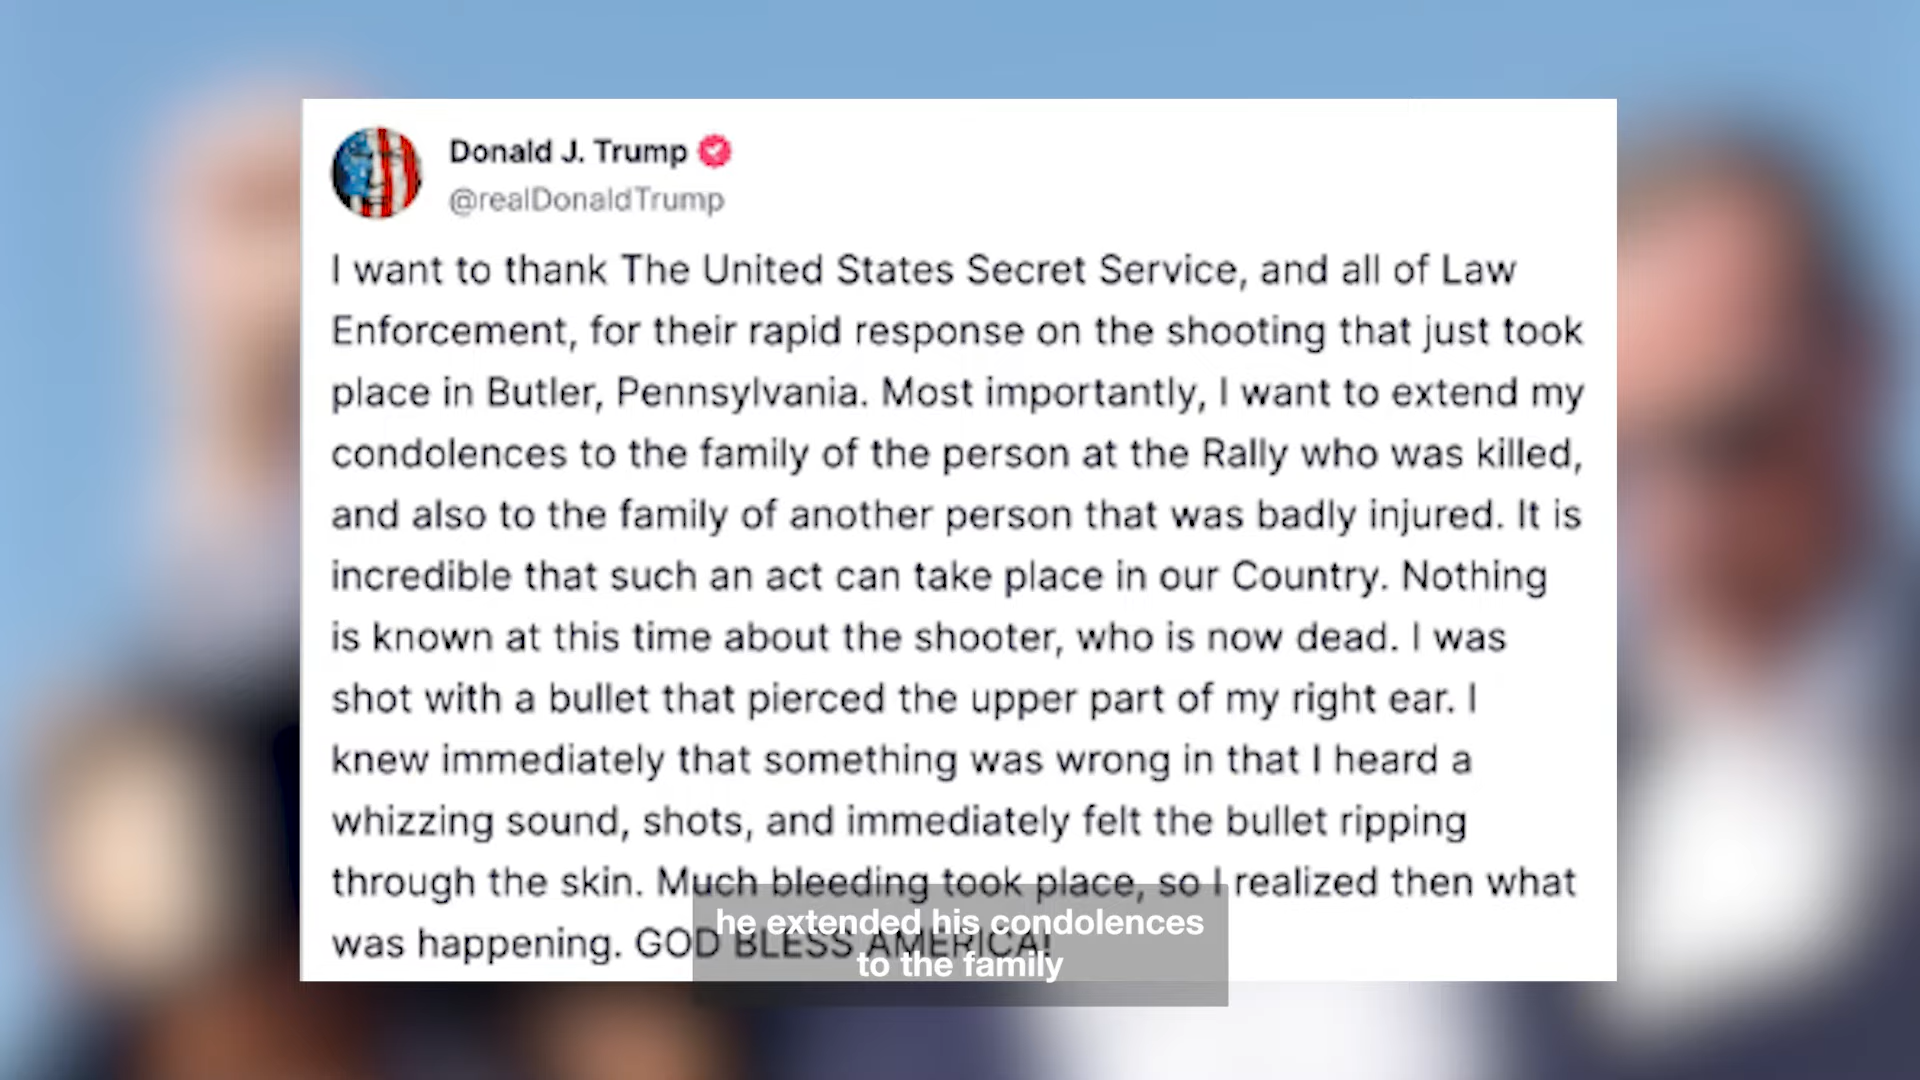 Donald J. Trump
@realDonaldTrump
I want to thank The United States Secret Service, and all of Law
Enforcement, for their rapid response on the shooting that just took
place in Butler, Pennsylvania. Most importantly, I want to extend my
condolences to the family of the person at the Rally who was killed,
and also to the family of another person that was badly injured. It is
incredible that such an act can take place in our Country. Nothing
is known at this time about the shooter, who is now dead. I was
shot with a bullet that pierced the upper part of my right ear. I
knew immediately that something was wrong in that I heard a
whizzing sound, shots, and immediately felt the bullet ripping
through the skin. Much bleeding took place, so I realized then what
was happening. GOD BLESS AMERICA!
he extended his condolences
to the family